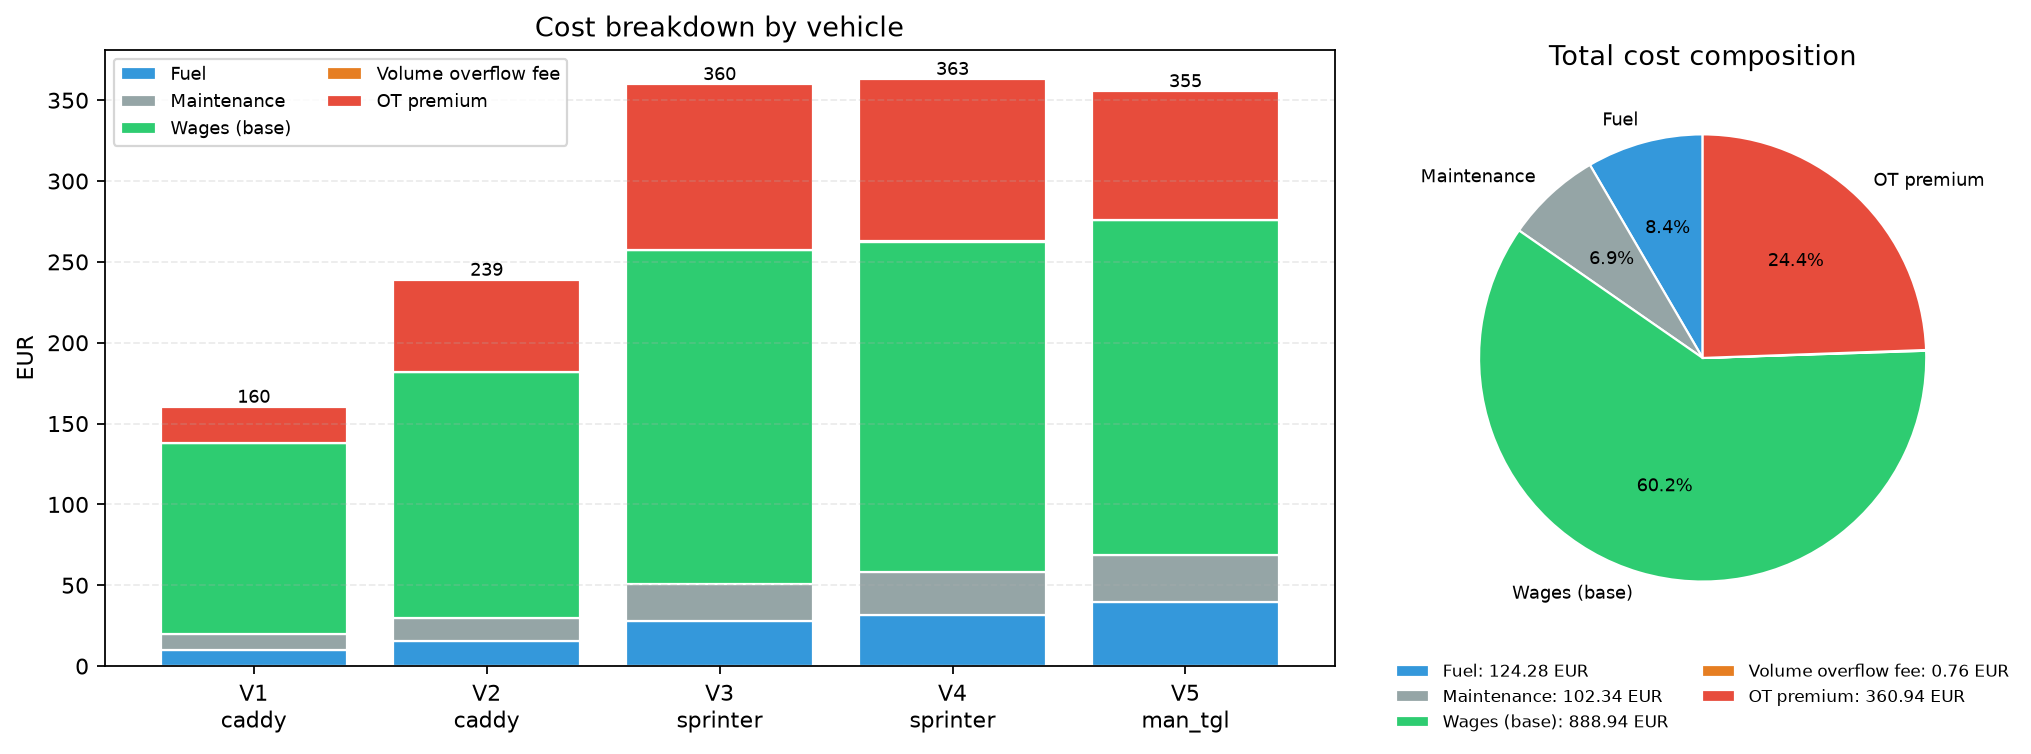 Cost breakdown by vehicle
Fuel
Maintenance
Wages (base)
Volume overflow fee
OT premium
EUR
350
300
250
200
150
100
50
0
160
239
360
363
355
V1
caddy
V2
caddy
V3
sprinter
V4
sprinter
V5
man_tgl
Total cost composition
Fuel
Maintenance
OT premium
Wages (base)
8.4%
6.9%
24.4%
60.2%
Fuel: 124.28 EUR
Maintenance: 102.34 EUR
Wages (base): 888.94 EUR
Volume overflow fee: 0.76 EUR
OT premium: 360.94 EUR